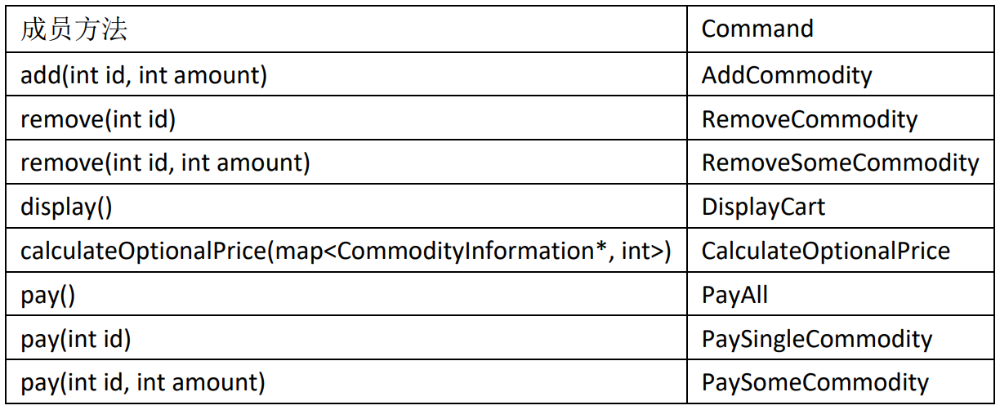 成员方法 Command
add(int id, int amount) AddCommodity
remove(int id) RemoveCommodity
remove(int id, int amount) RemoveSomeCommodity
display() DisplayCart
calculateOptionalPrice(map<CommodityInformation*, int>) CalculateOptionalPrice
pay() PayAll
pay(int id) PaySingleCommodity
pay(int id, int amount) PaySomeCommodity